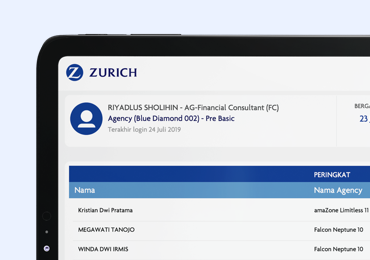 ZURICH
RIYADLUS SHOLIHIN - AG-Financial Consultant (FC)
Agency (Blue Diamond 002) - Pre Basic
Terakhir login 24 Juli 2019
BERGA
23
PERINGKAT
Nama Nama Agency
Kristian Dwi Pratama amaZone Limitless 11
MEGAWATI TANOJO Falcon Neptune 10
WINDA DWI IRMIS Falcon Neptune 10